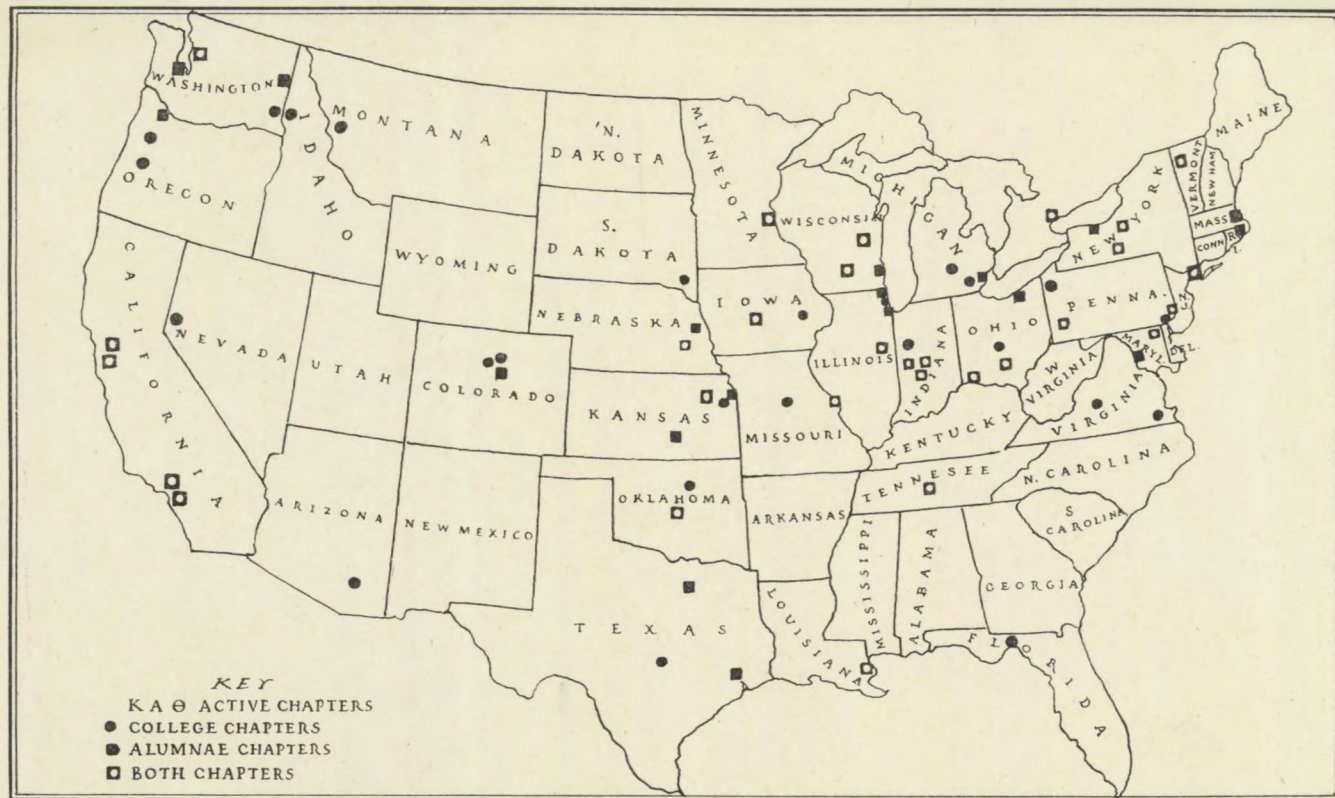 WASHINGTON
MONTANA
'N. DAKOTA
MINNESOTA
MICHIGAN
MAINE
VERMONT
NEW HAM
OREGON
IDAHO
WYOMING
S. DAKOTA
WISCONSIN
NEW YORK
MASS
CONN
R. I.
CALIFORNIA
NEVADA
UTAH
COLORADO
NEBRASKA
IOWA
ILLINOIS
INDIANA
OHIO
PENNA.
N.J.
MARYL.
DEL.
W VIRGINIA
VIRGINIA
KANSAS
MISSOURI
KENTUCKY
ARIZONA
NEW MEXICO
OKLAHOMA
ARKANSAS
TENNESEE
N. CAROLINA
S CAROLINA
TEXAS
LOUISIANA
MISSISSIPPI
ALABAMA
GEORGIA
FLORIDA
KEY
Κ Α Θ ACTIVE CHAPTERS
COLLEGE CHAPTERS
ALUMNAE CHAPTERS
BOTH CHAPTERS